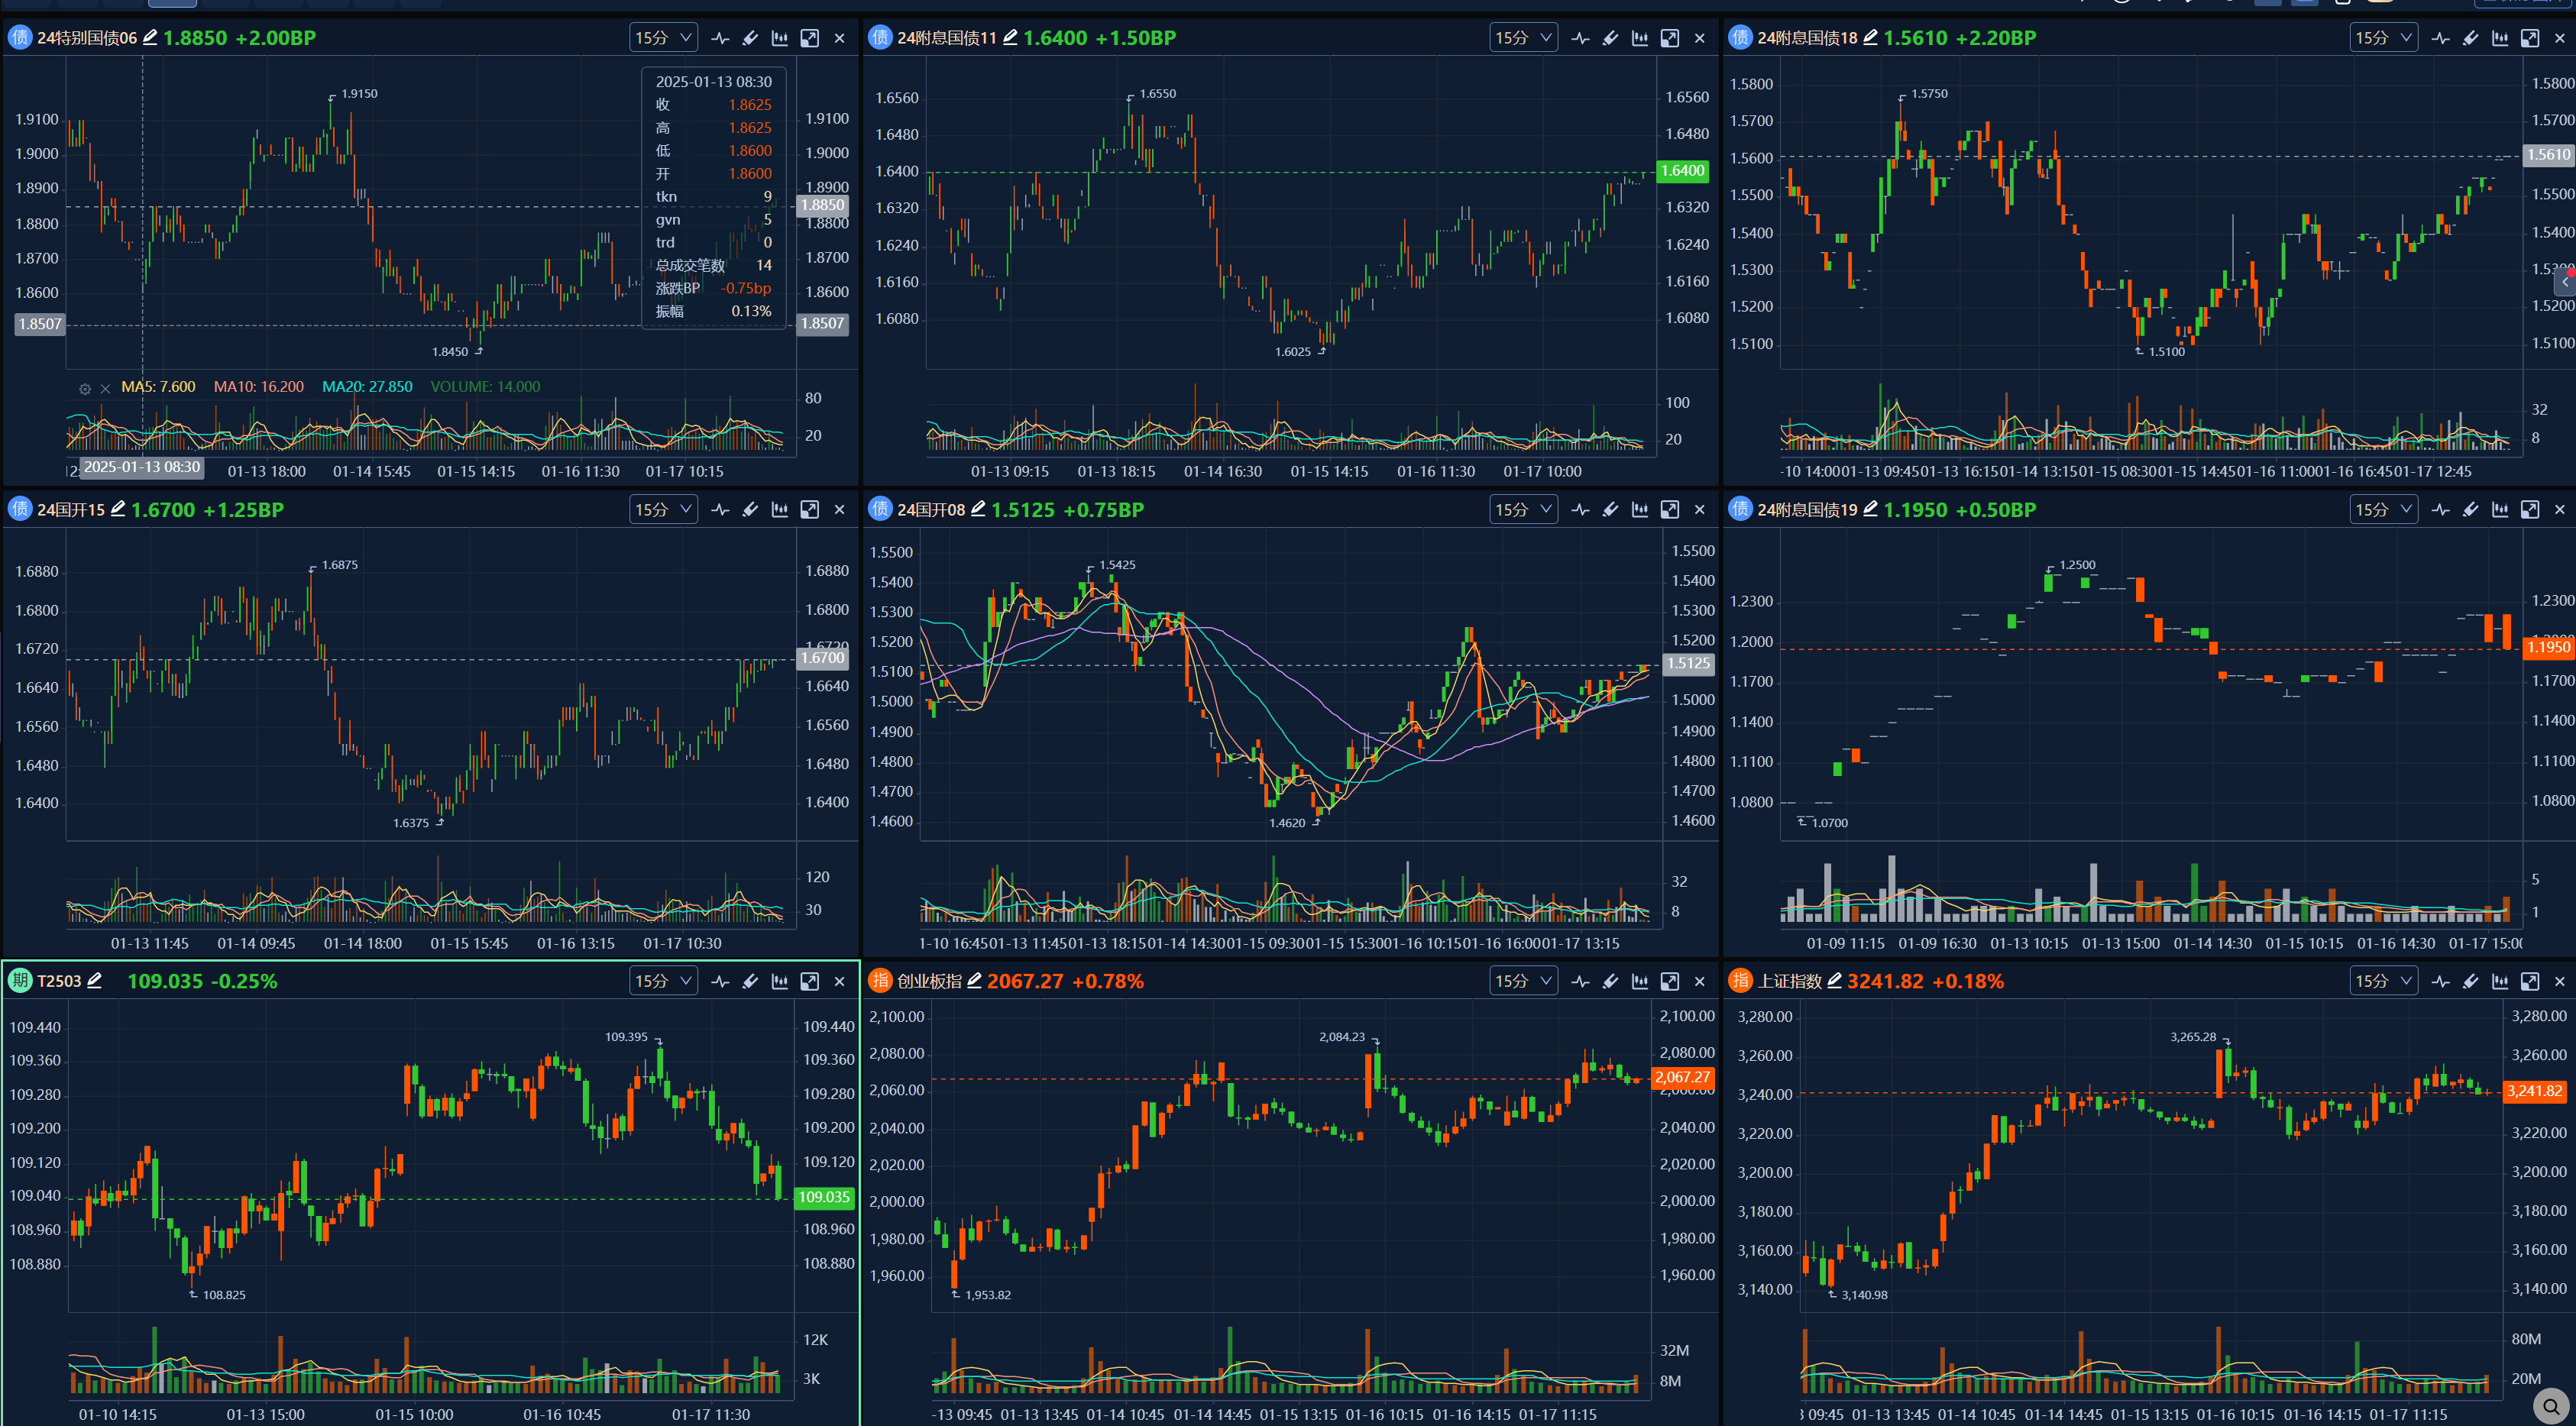 债 24特别国债06 1.8850 +2.00BP 15分
1.9150
1.9100 1.9100
1.9000 1.9000
1.8900 1.8900
1.8850
1.8800 1.8800
1.8700 1.8700
1.8600 1.8600
1.8507 1.8507
1.8450
2025-01-13 08:30
收 1.8625
高 1.8625
低 1.8600
开 1.8600
tkn 9
gvn 5
trd 0
总成交笔数 14
涨跌BP -0.75bp
振幅 0.13%
MA5: 7.600 MA10: 16.200 MA20: 27.850 VOLUME: 14.000
80
20
2025-01-13 08:30 01-13 18:00 01-14 15:45 01-15 14:15 01-16 11:30 01-17 10:15
债 24附息国债11 1.6400 +1.50BP 15分
1.6550
1.6560 1.6560
1.6480 1.6480
1.6400 1.6400
1.6320 1.6320
1.6240 1.6240
1.6160 1.6160
1.6080 1.6080
1.6025
100
20
01-13 09:15 01-13 18:15 01-14 16:30 01-15 14:15 01-16 11:30 01-17 10:00
债 24附息国债18 1.5610 +2.20BP 15分
1.5750
1.5800 1.5800
1.5700 1.5700
1.5600 1.5610
1.5500 1.5500
1.5400 1.5400
1.5300
1.5200 1.5200
1.5100 1.5100
1.5100
32
8
-10 14:00 01-13 09:45 01-13 16:15 01-14 13:15 01-15 08:30 01-15 14:45 01-16 11:00 01-16 16:45 01-17 12:45
债 24国开15 1.6700 +1.25BP 15分
1.6875
1.6880 1.6880
1.6800 1.6800
1.6720 1.6720
1.6700
1.6640 1.6640
1.6560 1.6560
1.6480 1.6480
1.6400 1.6400
1.6375
120
30
01-13 11:45 01-14 09:45 01-14 18:00 01-15 15:45 01-16 13:15 01-17 10:30
债 24国开08 1.5125 +0.75BP 15分
1.5425
1.5500 1.5500
1.5400 1.5400
1.5300 1.5300
1.5200 1.5200
1.5100 1.5125
1.5000 1.5000
1.4900 1.4900
1.4800 1.4800
1.4700 1.4700
1.4600 1.4600
1.4620
32
8
1-10 16:45 01-13 11:45 01-13 18:15 01-14 14:30 01-15 09:30 01-15 15:30 01-16 10:15 01-16 16:00 01-17 13:15
债 24附息国债19 1.1950 +0.50BP 15分
1.2500
1.2300 1.2300
1.2000
1.1950
1.1700 1.1700
1.1400 1.1400
1.1100 1.1100
1.0800 1.0800
1.0700
5
1
01-09 11:15 01-09 16:30 01-13 10:15 01-13 15:00 01-14 14:30 01-15 10:15 01-16 14:30 01-17 15:00
期 T2503 109.035 -0.25% 15分
109.395
109.440 109.440
109.360 109.360
109.280 109.280
109.200 109.200
109.120 109.120
109.040 109.035
108.960 108.960
108.880 108.880
108.825
12K
3K
01-10 14:15 01-13 15:00 01-15 10:00 01-16 10:45 01-17 11:30
指 创业板指 2067.27 +0.78% 15分
2,084.23
2,100.00 2,100.00
2,080.00 2,080.00
2,067.27
2,060.00 2,060.00
2,040.00 2,040.00
2,020.00 2,020.00
2,000.00 2,000.00
1,980.00 1,980.00
1,960.00 1,960.00
1,953.82
32M
8M
-13 09:45 01-13 13:45 01-14 10:45 01-14 14:45 01-15 13:15 01-16 10:15 01-16 14:15 01-17 11:15
指 上证指数 3241.82 +0.18% 15分
3,265.28
3,280.00 3,280.00
3,260.00 3,260.00
3,240.00 3,241.82
3,220.00 3,220.00
3,200.00 3,200.00
3,180.00 3,180.00
3,160.00 3,160.00
3,140.00 3,140.00
3,140.98
80M
20M
3 09:45 01-13 13:45 01-14 10:45 01-14 14:45 01-15 13:15 01-16 10:15 01-16 14:15 01-17 11:15